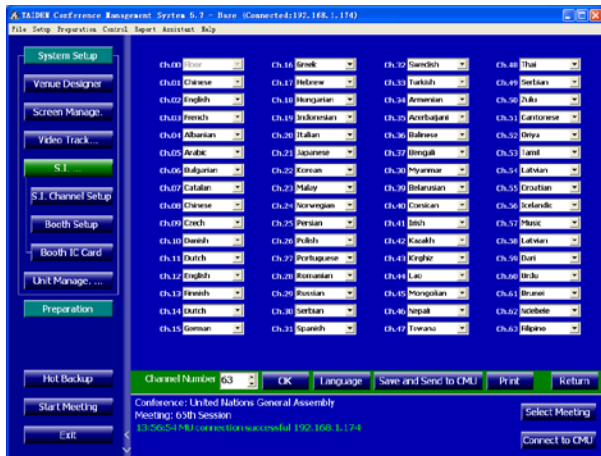 TAIDEN Conference Management System 5.7 - Base (Connected:192.168.1.174)
File Setup Preparation Control Report Assistant Help
System Setup
Venue Designer
Screen Manage.
Video Track...
S.I. ...
S.I. Channel Setup
Booth Setup
Booth IC Card
Unit Manage. ...
Preparation
Hot Backup
Start Meeting
Exit
Ch.00 Floor Ch.16 Greek Ch.32 Swedish Ch.48 Thai
Ch.01 Chinese Ch.17 Hebrew Ch.33 Turkish Ch.49 Serbian
Ch.02 English Ch.18 Hungarian Ch.34 Armenian Ch.50 Zulu
Ch.03 French Ch.19 Indonesian Ch.35 Azerbaijani Ch.51 Cantonese
Ch.04 Albanian Ch.20 Italian Ch.36 Balinese Ch.52 Oriya
Ch.05 Arabic Ch.21 Japanese Ch.37 Bengali Ch.53 Tamil
Ch.06 Bulgarian Ch.22 Korean Ch.38 Myanmar Ch.54 Latvian
Ch.07 Catalan Ch.23 Malay Ch.39 Belarusian Ch.55 Croatian
Ch.08 Chinese Ch.24 Norwegian Ch.40 Corsican Ch.56 Icelandic
Ch.09 Czech Ch.25 Persian Ch.41 Irish Ch.57 Music
Ch.10 Danish Ch.26 Polish Ch.42 Kazakh Ch.58 Latvian
Ch.11 Dutch Ch.27 Portuguese Ch.43 Kirghiz Ch.59 Dari
Ch.12 English Ch.28 Romanian Ch.44 Lao Ch.60 Urdu
Ch.13 Finnish Ch.29 Russian Ch.45 Mongolian Ch.61 Brunei
Ch.14 Dutch Ch.30 Serbian Ch.46 Nepali Ch.62 Ndebele
Ch.15 German Ch.31 Spanish Ch.47 Tswana Ch.63 Filipino
Channel Number 63 OK Language Save and Send to CMU Print Return
Conference: United Nations General Assembly
Meeting: 65th Session
13:56:54 MU connection successful 192.168.1.174
Select Meeting
Connect to CMU